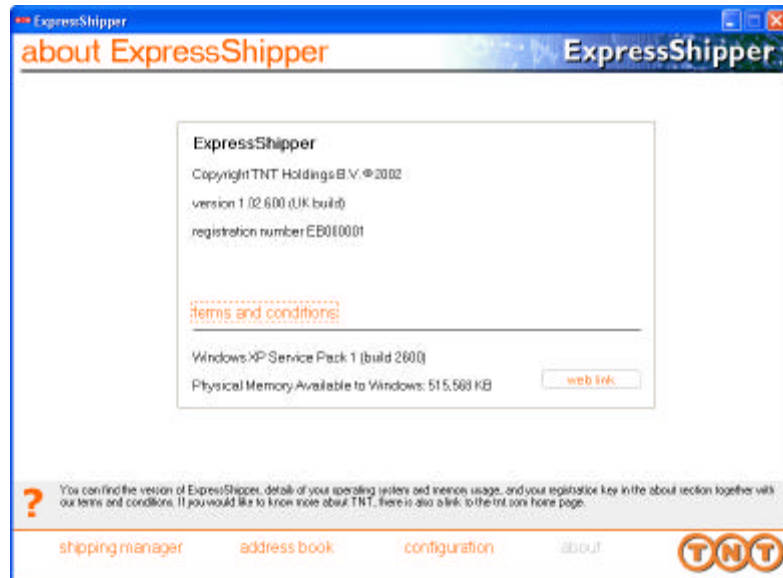 ExpressShipper
about ExpressShipper
ExpressShipper
ExpressShipper
Copyright TNT Holdings B.V. © 2002
version 1.02.600 (UK build)
registration number EB000001
terms and conditions
Windows XP Service Pack 1 (build 2600)
Physical Memory Available to Windows: 515,568 KB
web link
? You can find the version of ExpressShipper, details of your operating system and memory usage, and your registration key in the about section together with
our terms and conditions. If you would like to know more about TNT, there is also a link to the tnt.com home page.
shipping manager address book configuration about
TNT